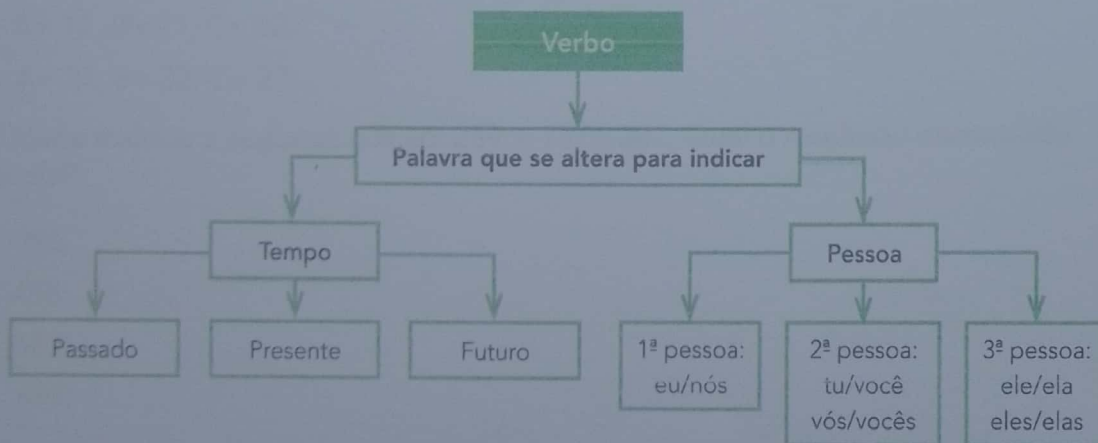 Verbo
Palavra que se altera para indicar
Tempo
Pessoa
Passado
Presente
Futuro
1ª pessoa:
eu/nós
2ª pessoa:
tu/você
vós/vocês
3ª pessoa:
ele/ela
eles/elas